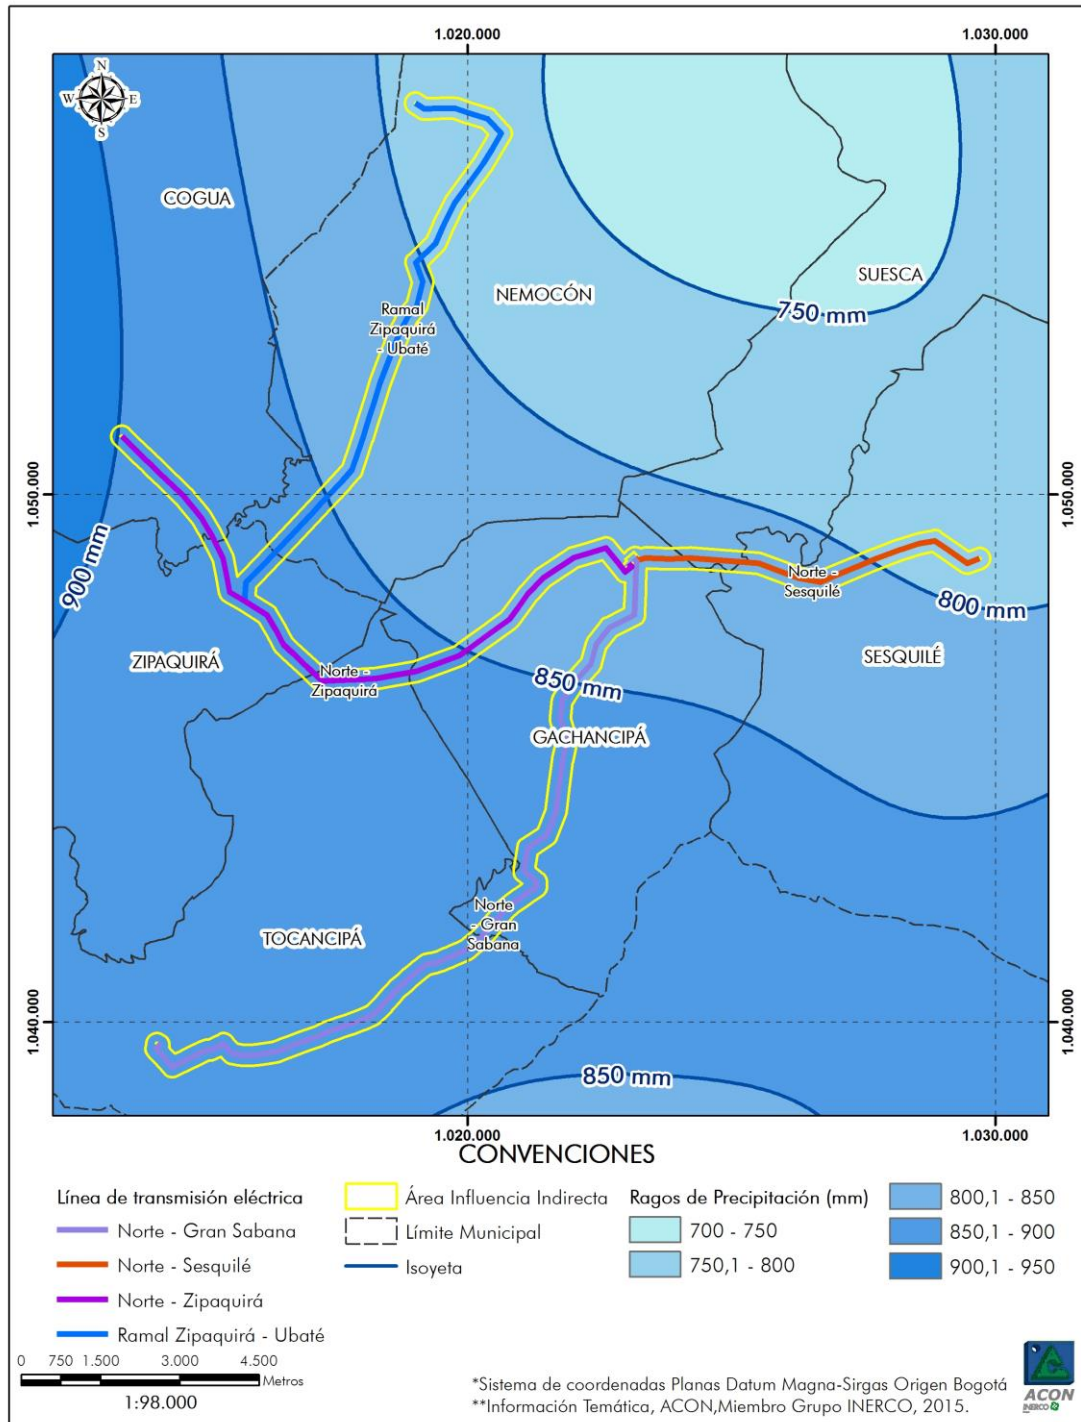 1.020.000
1.030.000
N
W
E
S
COGUA
NEMOCÓN
SUESCA
750 mm
Ramal
Zipaquirá
- Ubaté
1.050.000
1.050.000
900 mm
Norte -
Sesquilé
800 mm
ZIPAQUIRÁ
SESQUILÉ
Norte -
Zipaquirá
850 mm
GACHANCIPÁ
Norte
- Gran
Sabana
TOCANCIPÁ
1.040.000
1.040.000
850 mm
1.020.000
1.030.000
CONVENCIONES
Línea de transmisión eléctrica
Norte - Gran Sabana
Norte - Sesquilé
Norte - Zipaquirá
Ramal Zipaquirá - Ubaté
Área Influencia Indirecta
Límite Municipal
Isoyeta
Ragos de Precipitación (mm)
700 - 750
750,1 - 800
800,1 - 850
850,1 - 900
900,1 - 950
0 750 1.500 3.000 4.500
Metros
1:98.000
*Sistema de coordenadas Planas Datum Magna-Sirgas Origen Bogotá
**Información Temática, ACON,Miembro Grupo INERCO, 2015.
ACON
INERCO